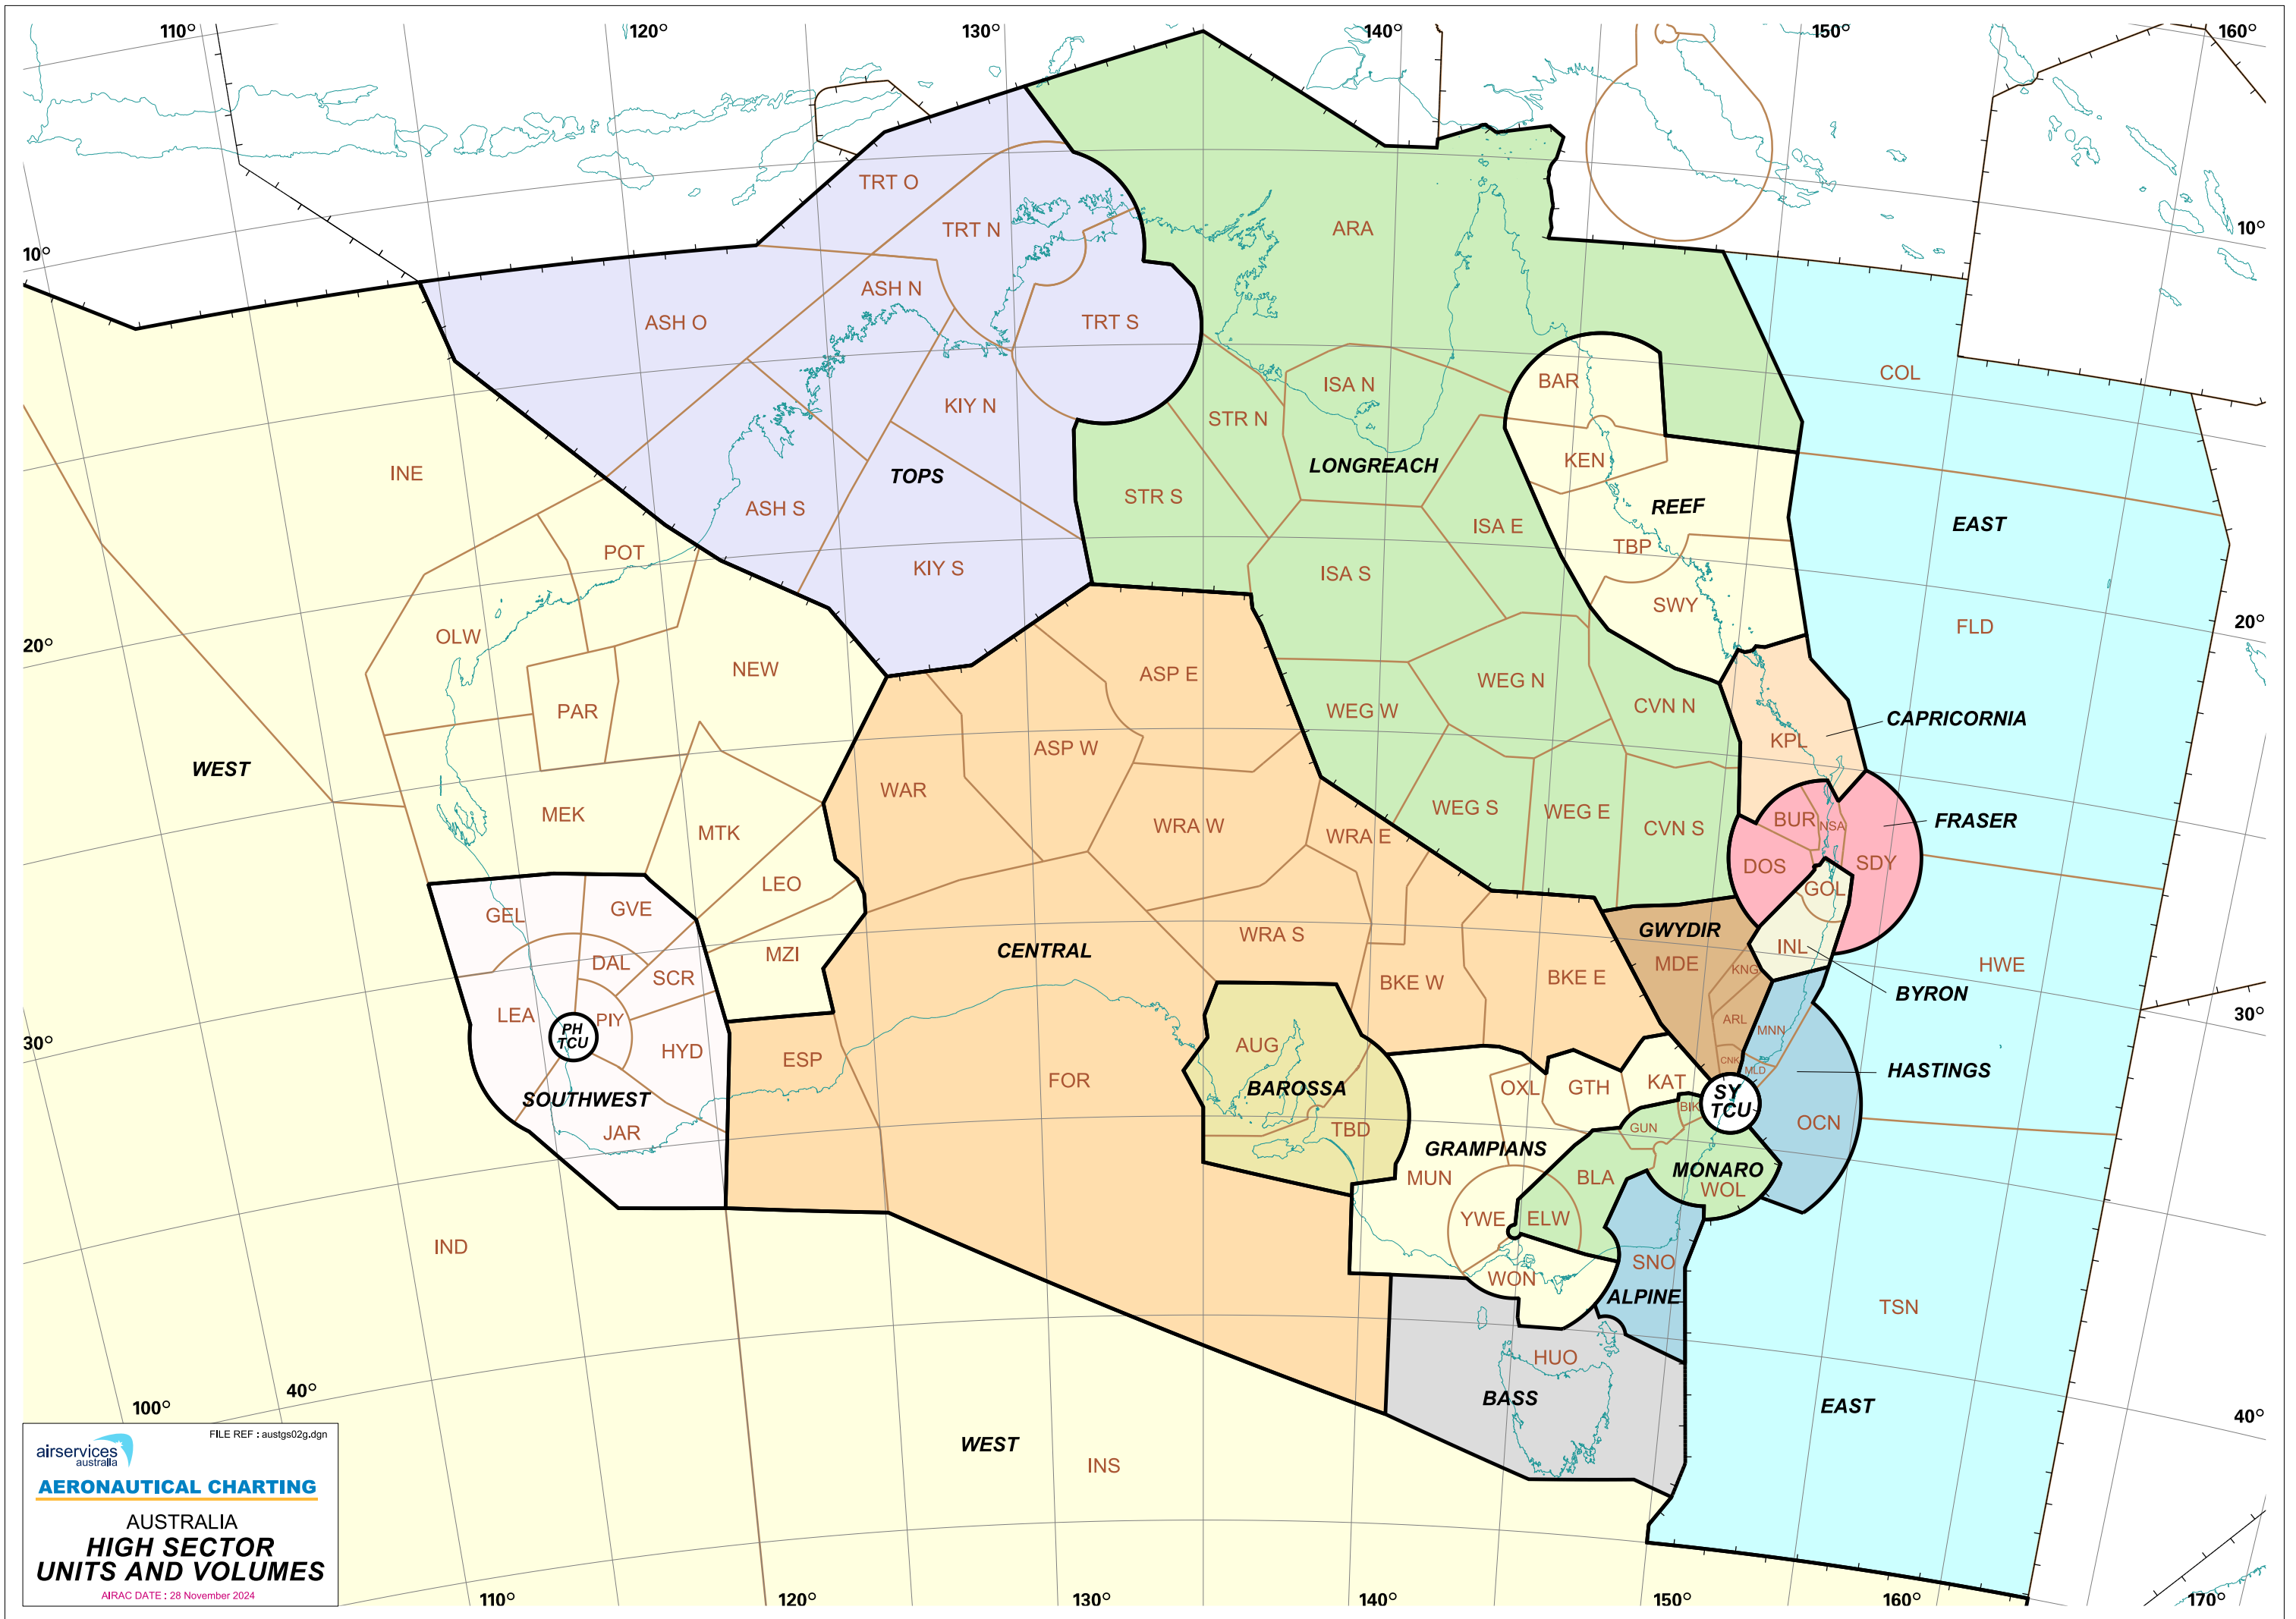 110° 120° 130° 140° 150° 160°
TRT O
TRT N
ARA
10° 10°
ASH N
ASH O
TRT S
COL
BAR
ISA N
KIY N
STR N
INE
KEN
LONGREACH
TOPS
STR S
ASH S
REEF
EAST
ISA E
POT
TBP
KIY S
ISA S
SWY
20° 20°
OLW
FLD
NEW
ASP E
WEG N
PAR
WEG W
CVN N
CAPRICORNIA
ASP W
KPL
WEST
WAR
MEK
WEG S
WEG E
MTK
WRA W
WRA E
CVN S
BUR
NSA
FRASER
DOS
SDY
LEO
GOL
GEL
GVE
GWYDIR
WRA S
CENTRAL
INL
MZI
DAL
MDE
KNG
HWE
SCR
BKE W
BKE E
BYRON
30° 30°
LEA
PIY
PH
TCU
ARL
MNN
AUG
HYD
ESP
CNK
MLD
HASTINGS
FOR
BAROSSA
OXL
GTH
KAT
SOUTHWEST
SY
TCU
BIK
TBD
GUN
OCN
JAR
GRAMPIANS
MUN
BLA
MONARO
WOL
YWE
ELW
IND
SNO
WON
ALPINE
TSN
HUO
40°
BASS
EAST
100° 40°
WEST
INS
FILE REF : austgs02g.dgn
airservices
australia
AERONAUTICAL CHARTING
AUSTRALIA
HIGH SECTOR
UNITS AND VOLUMES
AIRAC DATE : 28 November 2024
110° 120° 130° 140° 150° 160° 170°